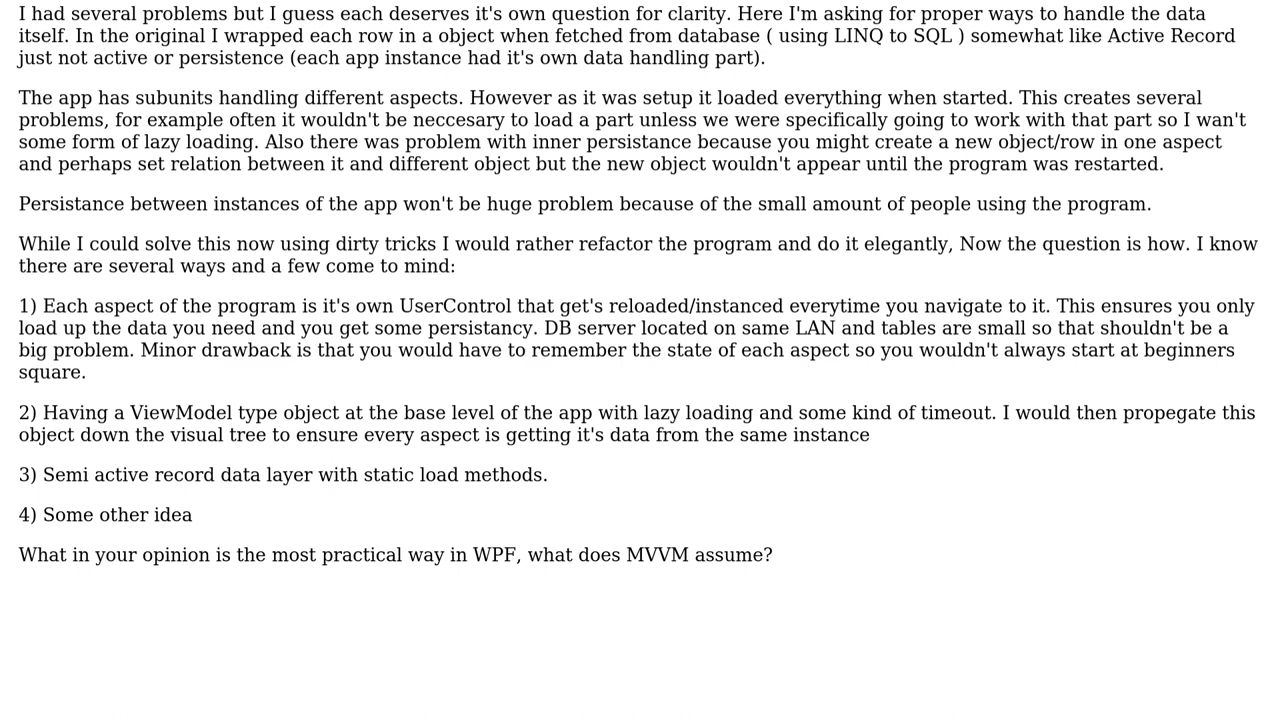 I had several problems but I guess each deserves it's own question for clarity. Here I'm asking for proper ways to handle the data
itself. In the original I wrapped each row in a object when fetched from database ( using LINQ to SQL ) somewhat like Active Record
just not active or persistence (each app instance had it's own data handling part).
The app has subunits handling different aspects. However as it was setup it loaded everything when started. This creates several
problems, for example often it wouldn't be neccesary to load a part unless we were specifically going to work with that part so I wan't
some form of lazy loading. Also there was problem with inner persistance because you might create a new object/row in one aspect
and perhaps set relation between it and different object but the new object wouldn't appear until the program was restarted.
Persistance between instances of the app won't be huge problem because of the small amount of people using the program.
While I could solve this now using dirty tricks I would rather refactor the program and do it elegantly, Now the question is how. I know
there are several ways and a few come to mind:
1) Each aspect of the program is it's own UserControl that get's reloaded/instanced everytime you navigate to it. This ensures you only
load up the data you need and you get some persistancy. DB server located on same LAN and tables are small so that shouldn't be a
big problem. Minor drawback is that you would have to remember the state of each aspect so you wouldn't always start at beginners
square.
2) Having a ViewModel type object at the base level of the app with lazy loading and some kind of timeout. I would then propegate this
object down the visual tree to ensure every aspect is getting it's data from the same instance
3) Semi active record data layer with static load methods.
4) Some other idea
What in your opinion is the most practical way in WPF, what does MVVM assume?